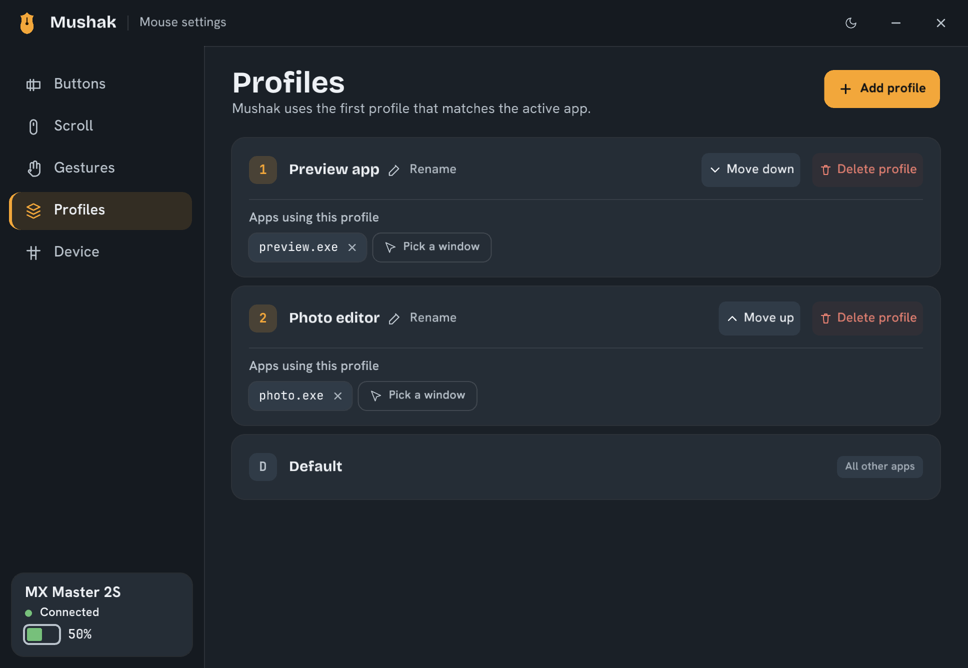 Mushak
Mouse settings
Buttons
Scroll
Gestures
Profiles
Device
MX Master 2S
Connected
50%
Profiles
Mushak uses the first profile that matches the active app.
Add profile
1 Preview app Rename Move down Delete profile
Apps using this profile
preview.exe Pick a window
2 Photo editor Rename Move up Delete profile
Apps using this profile
photo.exe Pick a window
D Default All other apps